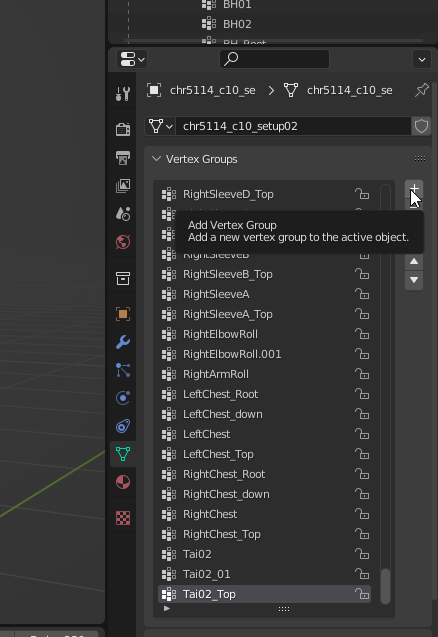 BH01
BH02
BH_Root
chr5114_c10_se > chr5114_c10_se
chr5114_c10_setup02
Vertex Groups
RightSleeveD_Top
Add Vertex Group
Add a new vertex group to the active object.
RightSleeveB
RightSleeveB_Top
RightSleeveA
RightSleeveA_Top
RightElbowRoll
RightElbowRoll.001
RightArmRoll
LeftChest_Root
LeftChest_down
LeftChest
LeftChest_Top
RightChest_Root
RightChest_down
RightChest
RightChest_Top
Tai02
Tai02_01
Tai02_Top